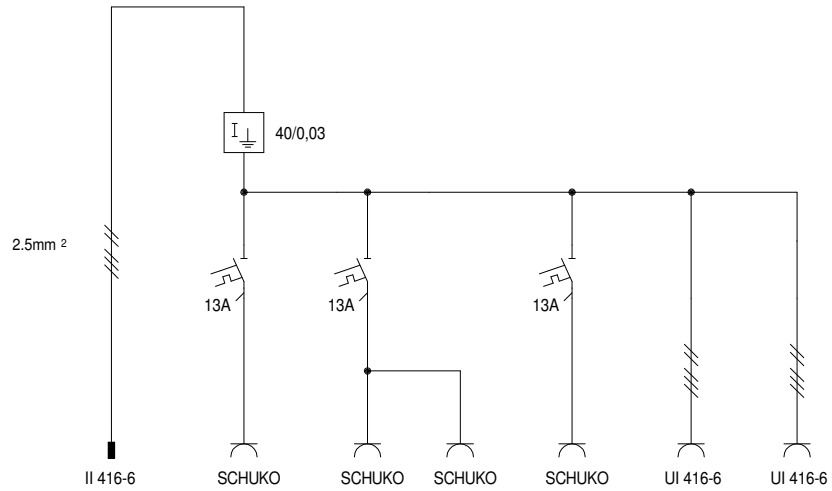 40/0,03
2.5mm 2
13A 13A 13A
II 416-6 SCHUKO SCHUKO SCHUKO SCHUKO UI 416-6 UI 416-6